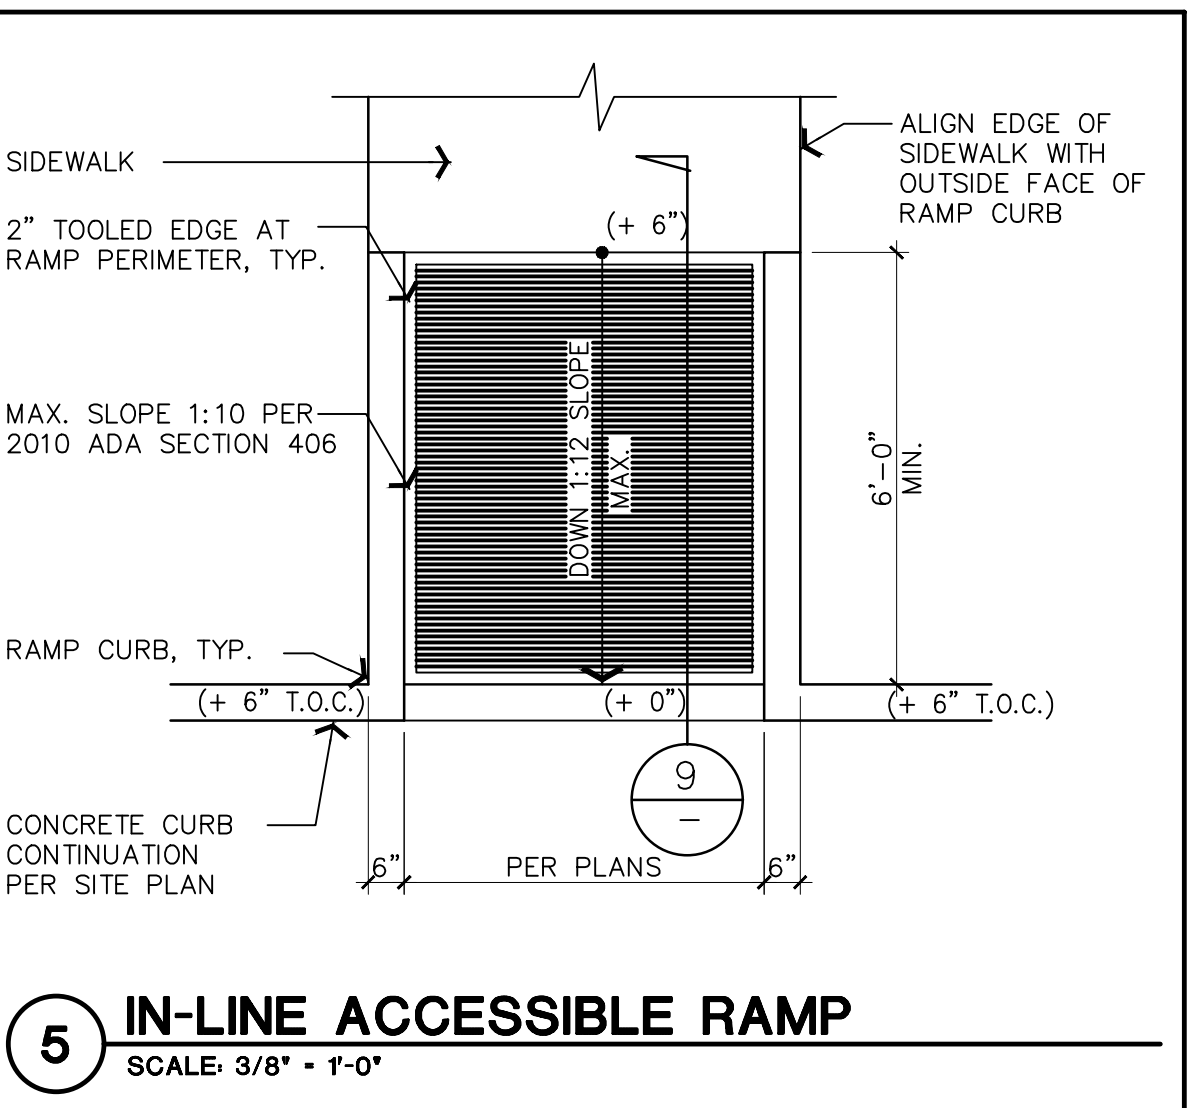 SIDEWALK
2” TOOLED EDGE AT
RAMP PERIMETER, TYP.
MAX. SLOPE 1:10 PER
2010 ADA SECTION 406
RAMP CURB, TYP.
(+ 6” T.O.C.)
CONCRETE CURB
CONTINUATION
PER SITE PLAN
(+ 6”)
DOWN 1:12 SLOPE
MAX.
(+ 0”)
9
–
6”
PER PLANS
6”
ALIGN EDGE OF
SIDEWALK WITH
OUTSIDE FACE OF
RAMP CURB
6’–0”
MIN.
(+ 6” T.O.C.)
5
IN-LINE ACCESSIBLE RAMP
SCALE: 3/8" = 1'-0"